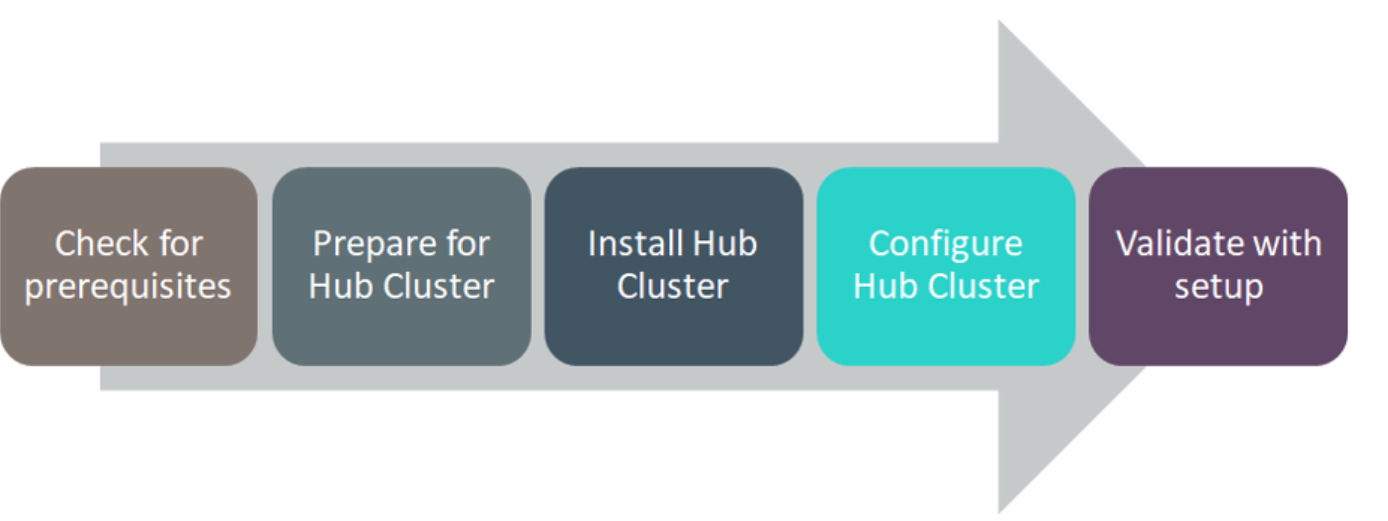 Check for
prerequisites
Prepare for
Hub Cluster
Install Hub
Cluster
Configure
Hub Cluster
Validate with
setup